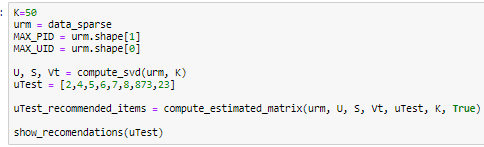 :
K=50
urm = data_sparse
MAX_PID = urm.shape[1]
MAX_UID = urm.shape[0]
U, S, Vt = compute_svd(urm, K)
uTest = [2,4,5,6,7,8,873,23]
uTest_recommended_items = compute_estimated_matrix(urm, U, S, Vt, uTest, K, True)
show_recomendations(uTest)